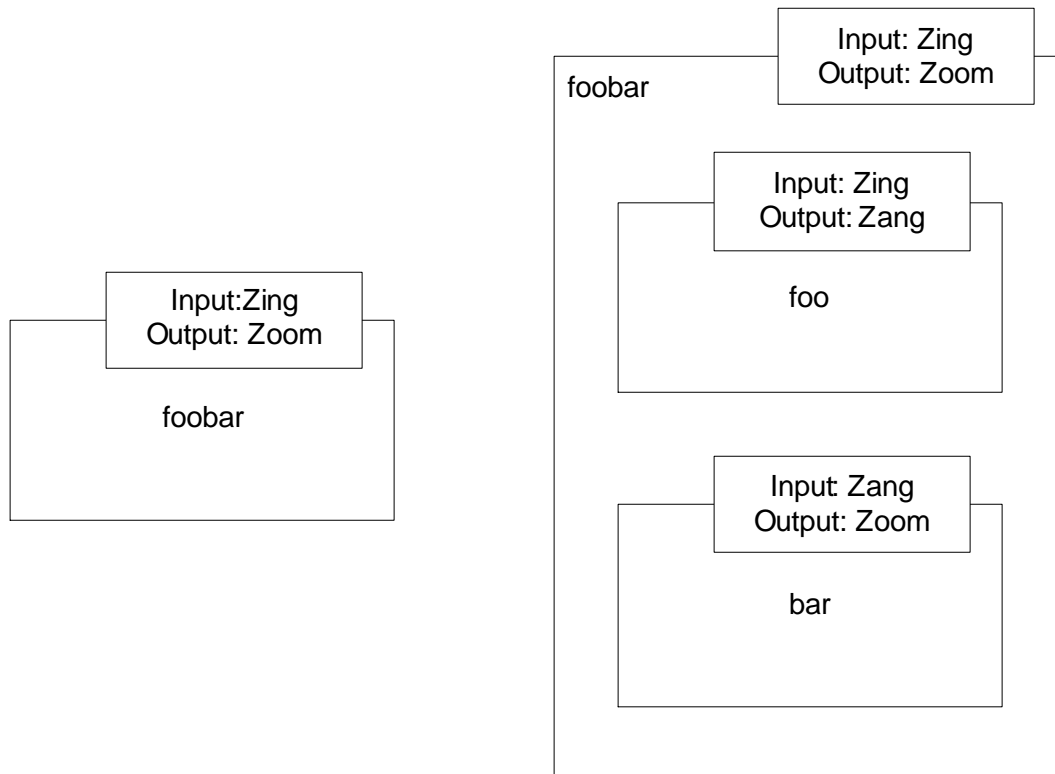 Input:Zing
Output: Zoom
foobar
Input: Zing
Output: Zoom
foobar
Input: Zing
Output: Zang
foo
Input: Zang
Output: Zoom
bar